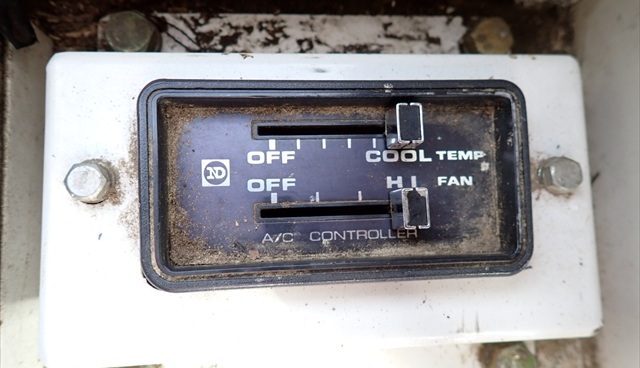 OFF COOL TEMP
ND
OFF HI FAN
A/C CONTROLLER